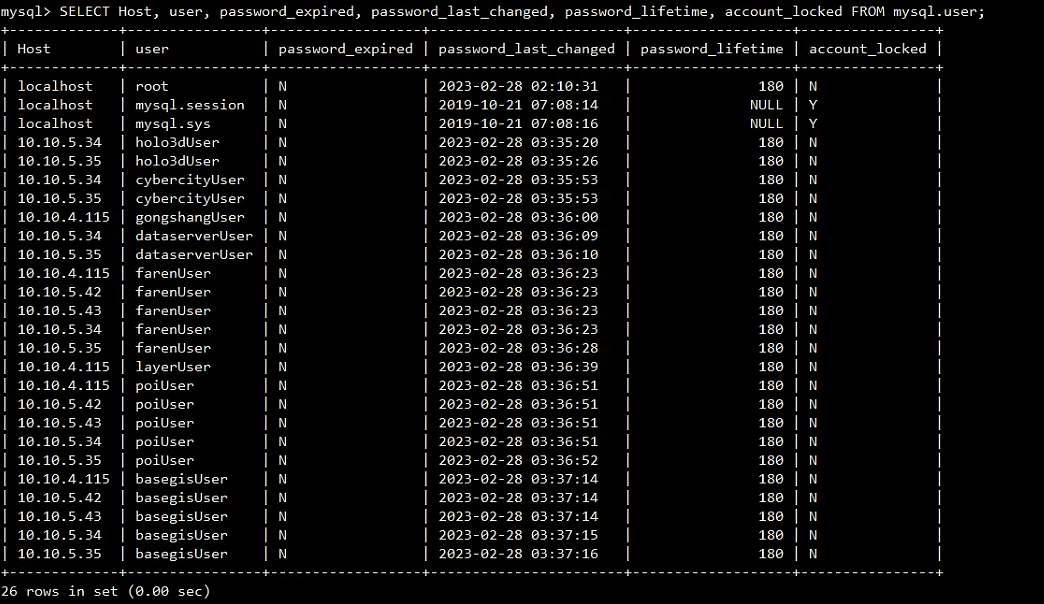 mysql> SELECT Host, user, password_expired, password_last_changed, password_lifetime, account_locked FROM mysql.user;
+-------------+----------------+------------------+-----------------------+-------------------+----------------+
| Host        | user           | password_expired | password_last_changed | password_lifetime | account_locked |
+-------------+----------------+------------------+-----------------------+-------------------+----------------+
| localhost   | root           | N                | 2023-02-28 02:10:31   |               180 | N              |
| localhost   | mysql.session  | N                | 2019-10-21 07:08:14   |              NULL | Y              |
| localhost   | mysql.sys      | N                | 2019-10-21 07:08:16   |              NULL | Y              |
| 10.10.5.34  | holo3dUser     | N                | 2023-02-28 03:35:20   |               180 | N              |
| 10.10.5.35  | holo3dUser     | N                | 2023-02-28 03:35:26   |               180 | N              |
| 10.10.5.34  | cybercityUser  | N                | 2023-02-28 03:35:53   |               180 | N              |
| 10.10.5.35  | cybercityUser  | N                | 2023-02-28 03:35:53   |               180 | N              |
| 10.10.4.115 | gongshangUser  | N                | 2023-02-28 03:36:00   |               180 | N              |
| 10.10.5.34  | dataserverUser | N                | 2023-02-28 03:36:09   |               180 | N              |
| 10.10.5.35  | dataserverUser | N                | 2023-02-28 03:36:10   |               180 | N              |
| 10.10.4.115 | farenUser      | N                | 2023-02-28 03:36:23   |               180 | N              |
| 10.10.5.42  | farenUser      | N                | 2023-02-28 03:36:23   |               180 | N              |
| 10.10.5.43  | farenUser      | N                | 2023-02-28 03:36:23   |               180 | N              |
| 10.10.5.34  | farenUser      | N                | 2023-02-28 03:36:23   |               180 | N              |
| 10.10.5.35  | farenUser      | N                | 2023-02-28 03:36:28   |               180 | N              |
| 10.10.4.115 | layerUser      | N                | 2023-02-28 03:36:39   |               180 | N              |
| 10.10.4.115 | poiUser        | N                | 2023-02-28 03:36:51   |               180 | N              |
| 10.10.5.42  | poiUser        | N                | 2023-02-28 03:36:51   |               180 | N              |
| 10.10.5.43  | poiUser        | N                | 2023-02-28 03:36:51   |               180 | N              |
| 10.10.5.34  | poiUser        | N                | 2023-02-28 03:36:51   |               180 | N              |
| 10.10.5.35  | poiUser        | N                | 2023-02-28 03:36:52   |               180 | N              |
| 10.10.4.115 | basegisUser    | N                | 2023-02-28 03:37:14   |               180 | N              |
| 10.10.5.42  | basegisUser    | N                | 2023-02-28 03:37:14   |               180 | N              |
| 10.10.5.43  | basegisUser    | N                | 2023-02-28 03:37:14   |               180 | N              |
| 10.10.5.34  | basegisUser    | N                | 2023-02-28 03:37:15   |               180 | N              |
| 10.10.5.35  | basegisUser    | N                | 2023-02-28 03:37:16   |               180 | N              |
+-------------+----------------+------------------+-----------------------+-------------------+----------------+
26 rows in set (0.00 sec)